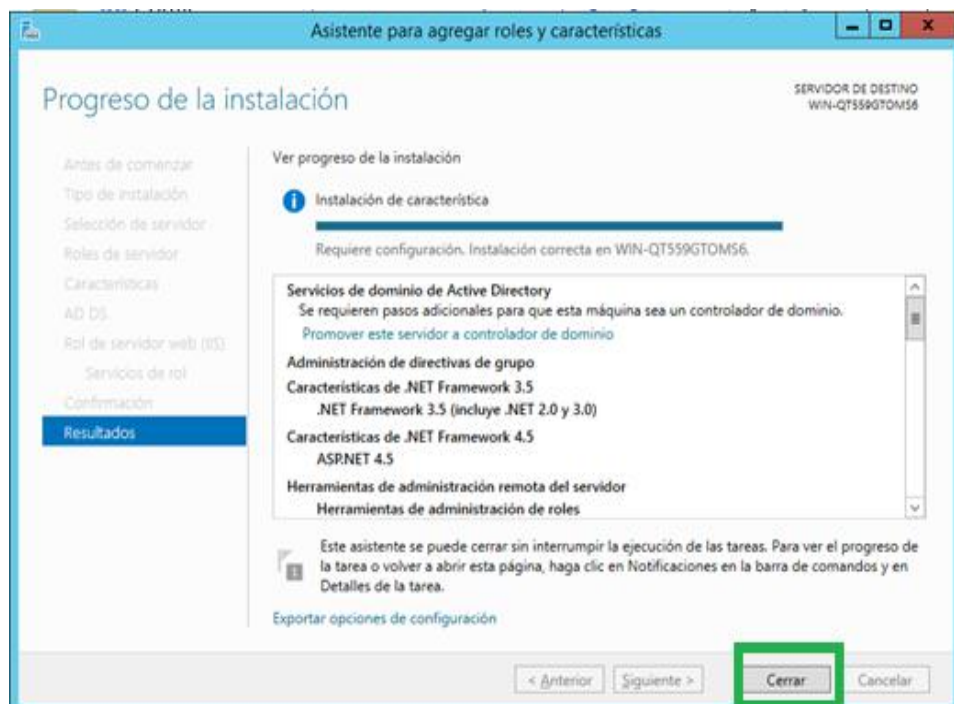 Asistente para agregar roles y características
Progreso de la instalación
SERVIDOR DE DESTINO
WIN-QT559GTOMS6
Antes de comenzar
Tipo de instalación
Selección de servidor
Roles de servidor
Características
AD DS
Rol de servidor web (IIS)
Servicios de rol
Confirmación
Resultados
Ver progreso de la instalación
Instalación de característica
Requiere configuración. Instalación correcta en WIN-QT559GTOMS6.
Servicios de dominio de Active Directory
Se requieren pasos adicionales para que esta máquina sea un controlador de dominio.
Promover este servidor a controlador de dominio
Administración de directivas de grupo
Características de .NET Framework 3.5
.NET Framework 3.5 (incluye .NET 2.0 y 3.0)
Características de .NET Framework 4.5
ASP.NET 4.5
Herramientas de administración remota del servidor
Herramientas de administración de roles
Este asistente se puede cerrar sin interrumpir la ejecución de las tareas. Para ver el progreso de
la tarea o volver a abrir esta página, haga clic en Notificaciones en la barra de comandos y en
Detalles de la tarea.
Exportar opciones de configuración
< Anterior
Siguiente >
Cerrar
Cancelar